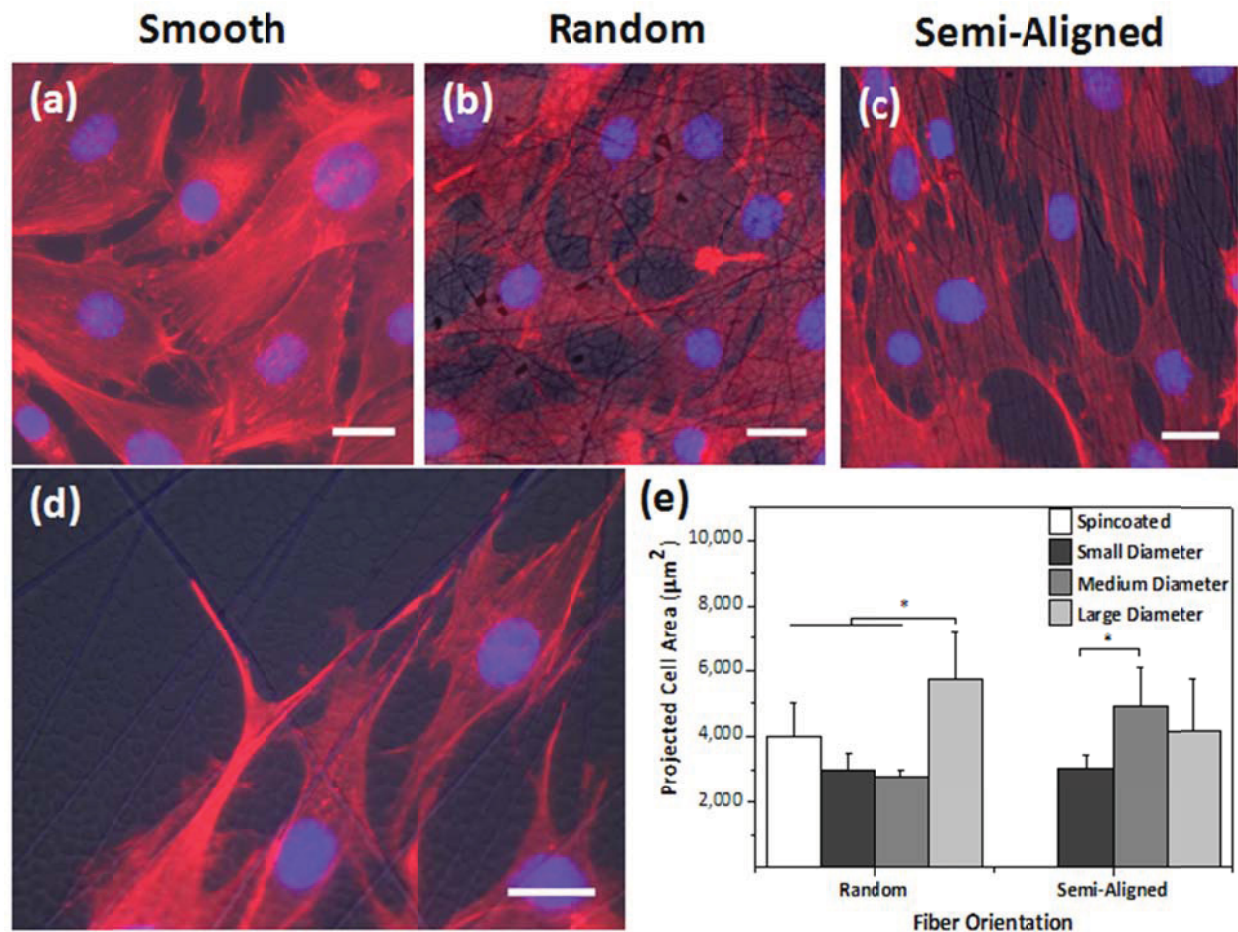 Smooth
Random
Semi-Aligned
(a)
(b)
(c)
(d)
(e)
Projected Cell Area (μm²)
10,000
8,000
6,000
4,000
2,000
Spincoated
Small Diameter
Medium Diameter
Large Diameter
*
*
Random
Semi-Aligned
Fiber Orientation